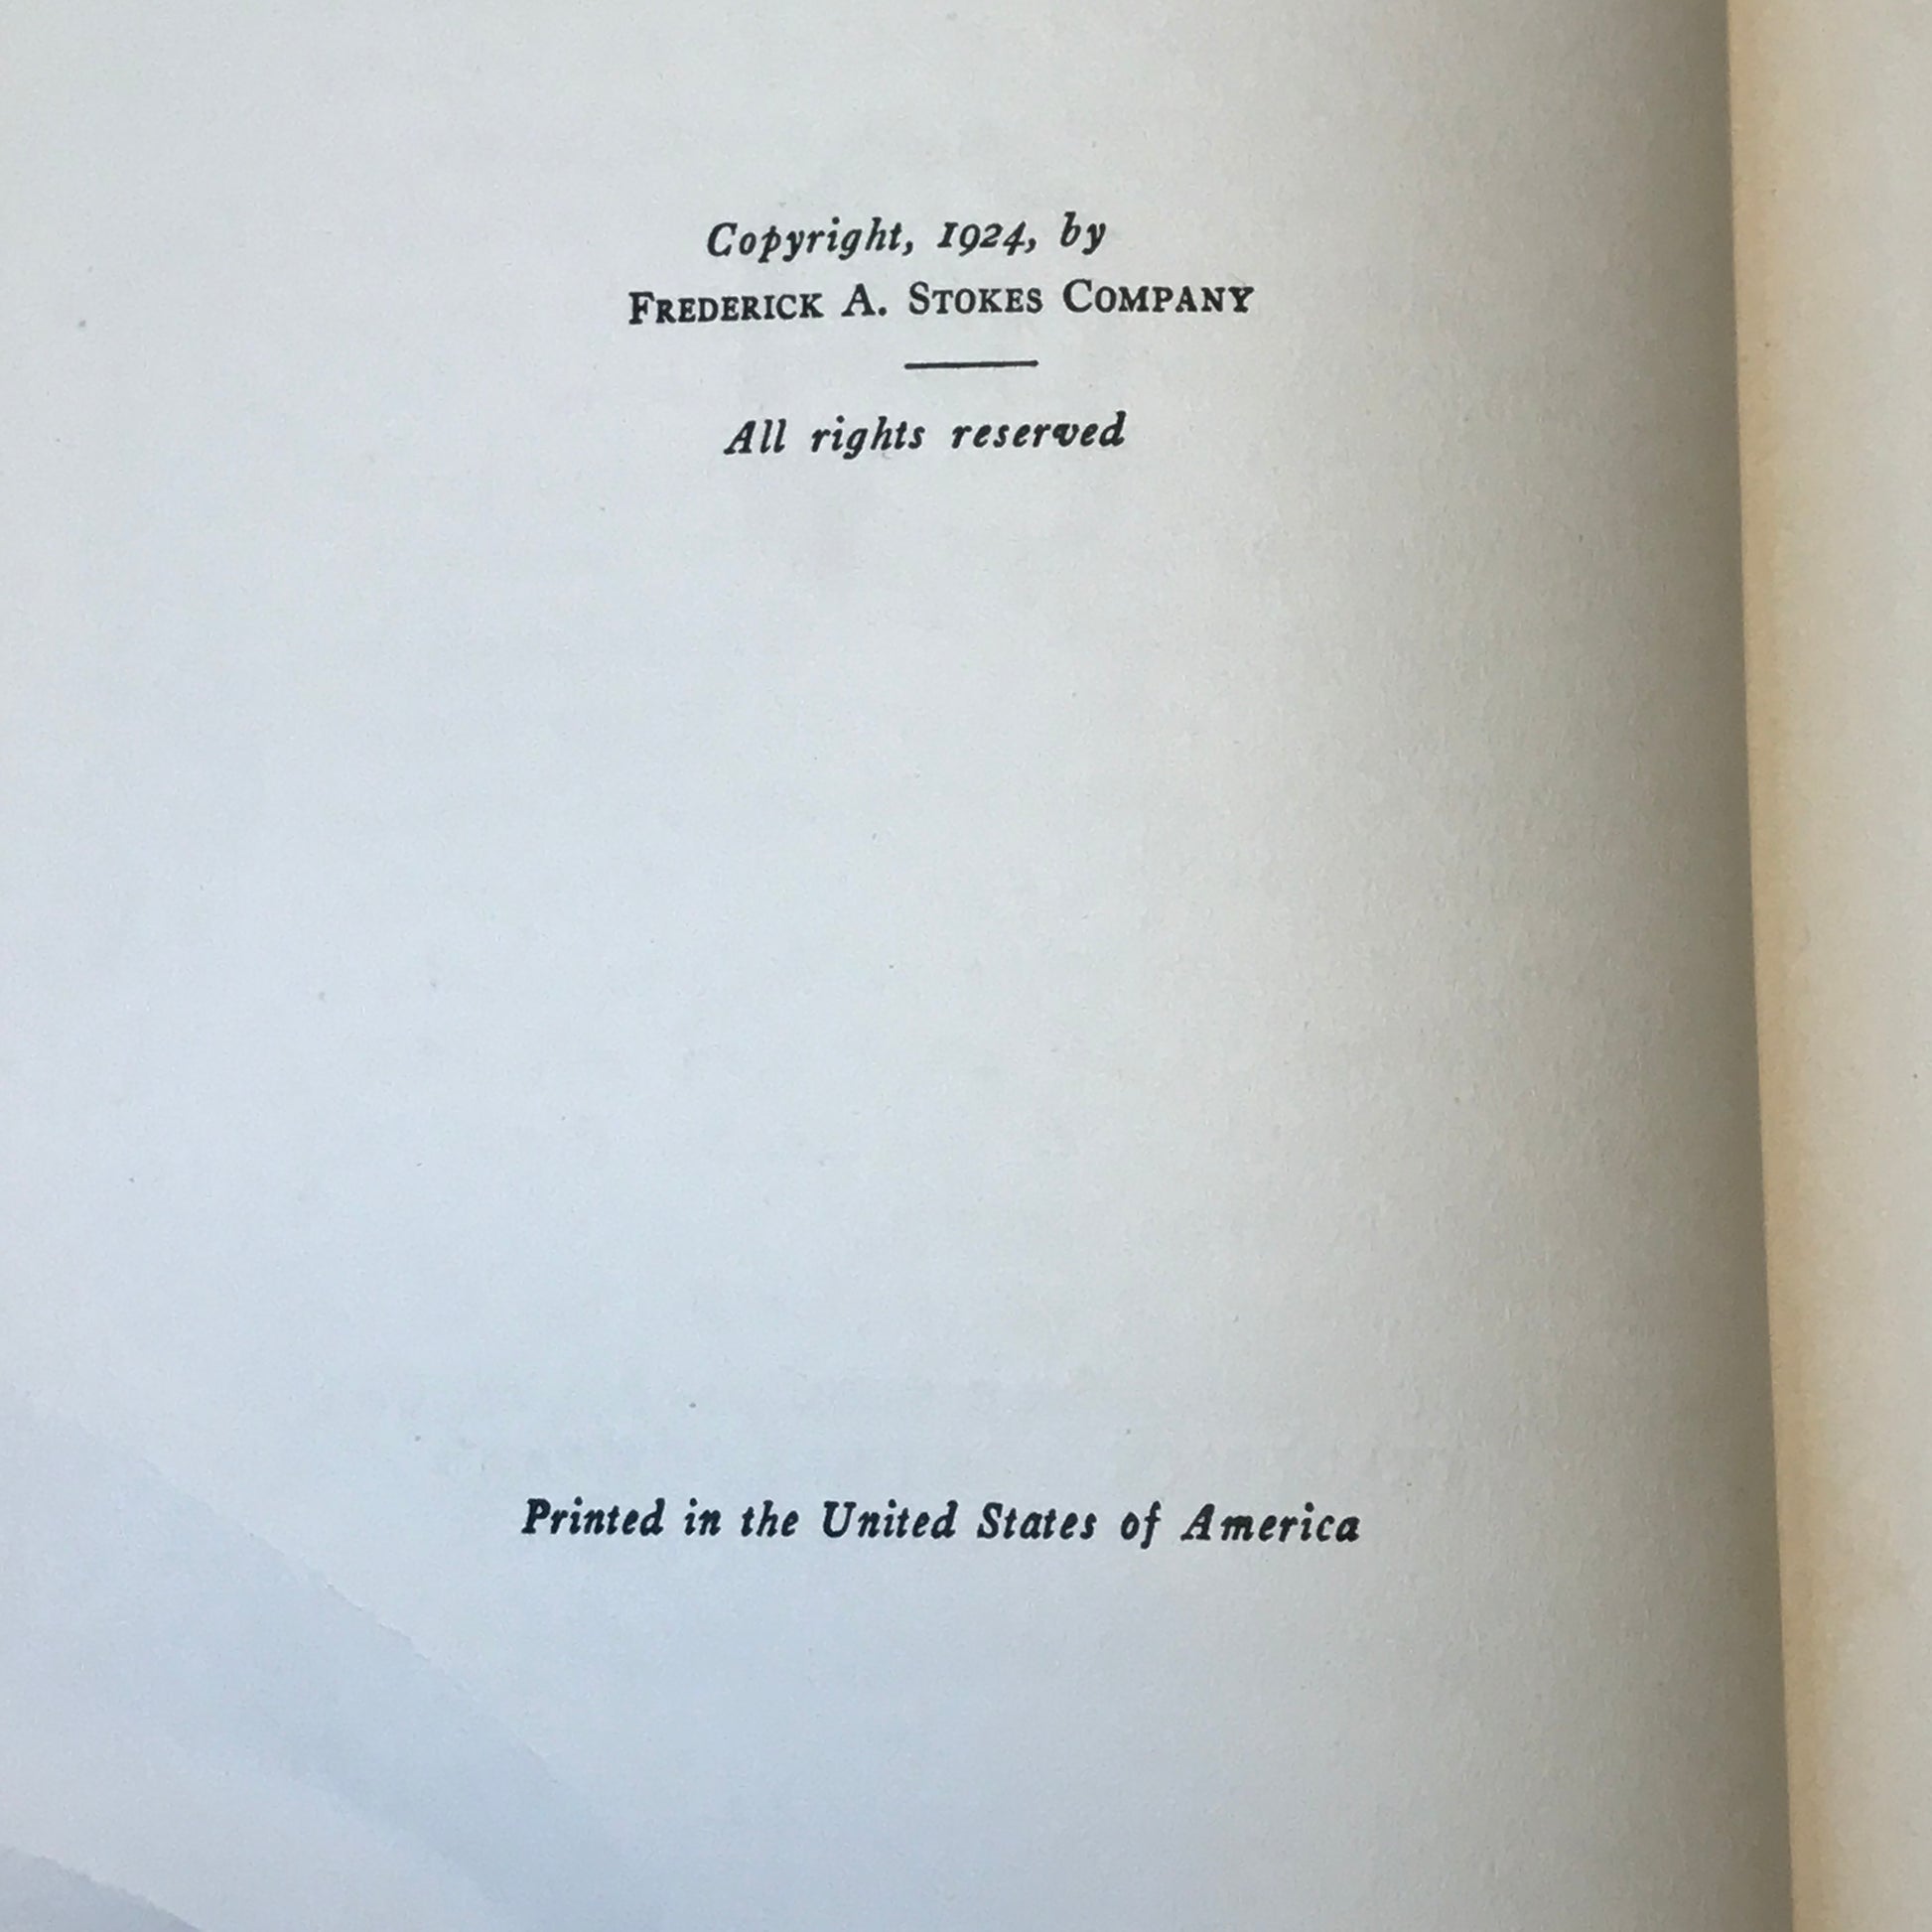 Copyright, 1924, by
FREDERICK A. STOKES COMPANY
All rights reserved
Printed in the United States of America